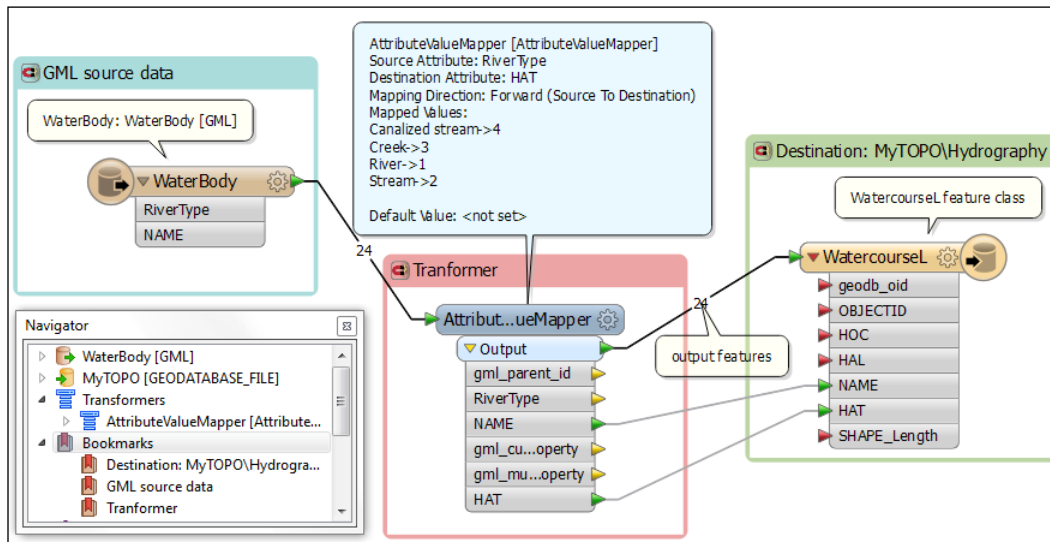 GML source data
WaterBody: WaterBody [GML]
WaterBody
RiverType
NAME
24
AttributeValueMapper [AttributeValueMapper]
Source Attribute: RiverType
Destination Attribute: HAT
Mapping Direction: Forward (Source To Destination)
Mapped Values:
Canalized stream->4
Creek->3
River->1
Stream->2
Default Value: <not set>
Tranformer
Attribut...ueMapper
Output
gml_parent_id
RiverType
NAME
gml_cu...operty
gml_mu...operty
HAT
24
output features
Destination: MyTOPO\Hydrography
WatercourseL feature class
WatercourseL
geodb_oid
OBJECTID
HOC
HAL
NAME
HAT
SHAPE_Length
Navigator
WaterBody [GML]
MyTOPO [GEODATABASE_FILE]
Transformers
AttributeValueMapper [Attribute...
Bookmarks
Destination: MyTOPO\Hydrogra...
GML source data
Tranformer